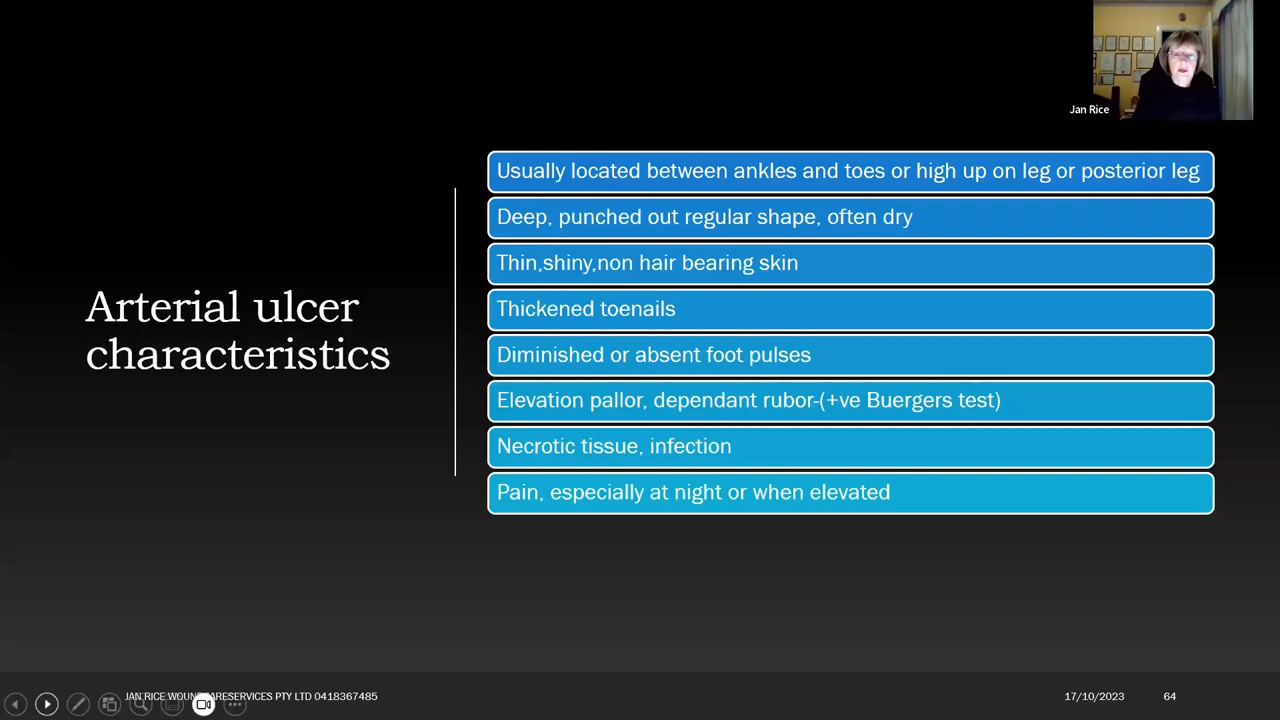 Jan Rice
Usually located between ankles and toes or high up on leg or posterior leg
Deep, punched out regular shape, often dry
Thin,shiny,non hair bearing skin
Thickened toenails
Arterial ulcer
characteristics
Diminished or absent foot pulses
Elevation pallor, dependant rubor-(+ve Buergers test)
Necrotic tissue, infection
Pain, especially at night or when elevated
JAN RICE WOUN ARESERVICES PTY LTD 0418367485
17/10/2023
64